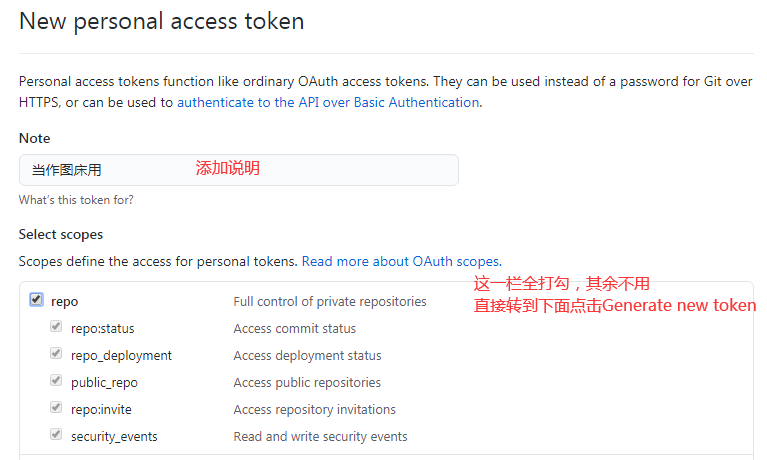 New personal access token
Personal access tokens function like ordinary OAuth access tokens. They can be used instead of a password for Git over
HTTPS, or can be used to authenticate to the API over Basic Authentication.
Note
当作图床用 添加说明
What's this token for?
Select scopes
Scopes define the access for personal tokens. Read more about OAuth scopes.
这一栏全打勾，其余不用
repo Full control of private repositories
直接转到下面点击Generate new token
repo:status Access commit status
repo_deployment Access deployment status
public_repo Access public repositories
repo:invite Access repository invitations
security_events Read and write security events